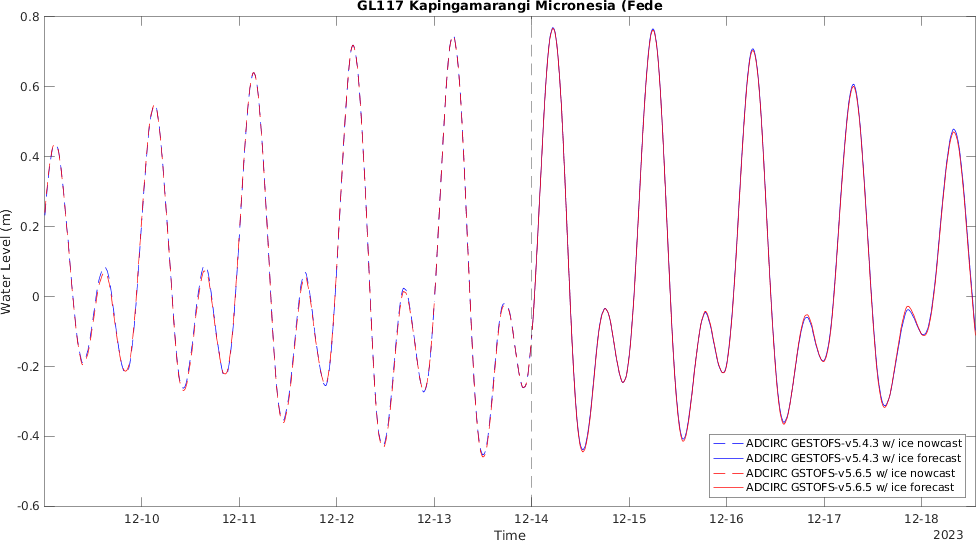 GL117 Kapingamarangi Micronesia (Fede
0.8
0.6
0.4
0.2
0
-0.2
-0.4
-0.6
Water Level (m)
12-10 12-11 12-12 12-13 12-14 12-15 12-16 12-17 12-18
Time
2023
ADCIRC GESTOFS-v5.4.3 w/ ice nowcast
ADCIRC GESTOFS-v5.4.3 w/ ice forecast
ADCIRC GSTOFS-v5.6.5 w/ ice nowcast
ADCIRC GSTOFS-v5.6.5 w/ ice forecast